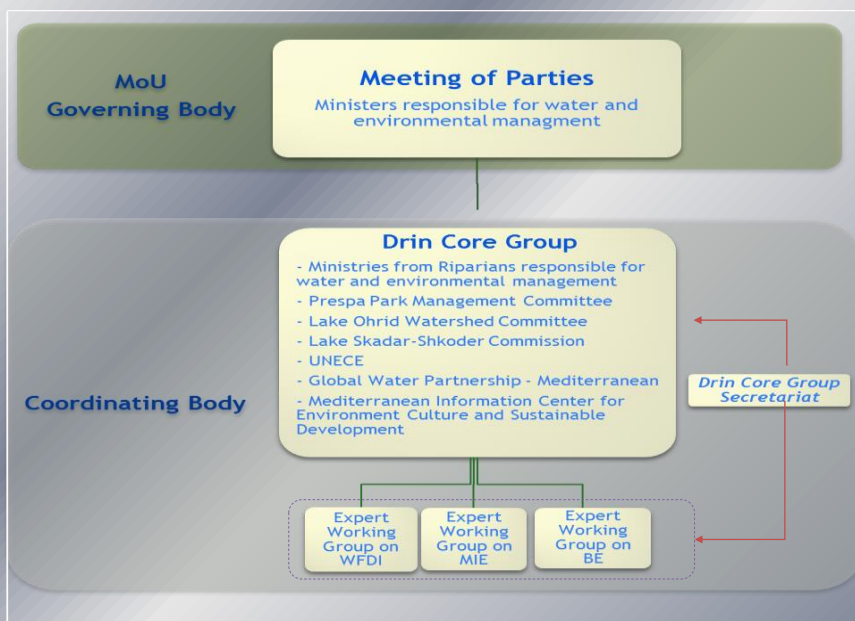 MoU
Governing Body
Meeting of Parties
Ministers responsible for water and
environmental managment
Coordinating Body
Drin Core Group
- Ministries from Riparians responsible for
water and environmental management
- Prespa Park Management Committee
- Lake Ohrid Watershed Committee
- Lake Skadar-Shkoder Commission
- UNECE
- Global Water Partnership - Mediterranean
- Mediterranean Information Center for
Environment Culture and Sustainable
Development
Drin Core Group
Secretariat
Expert
Working
Group on
WFDI
Expert
Working
Group on
MIE
Expert
Working
Group on
BE